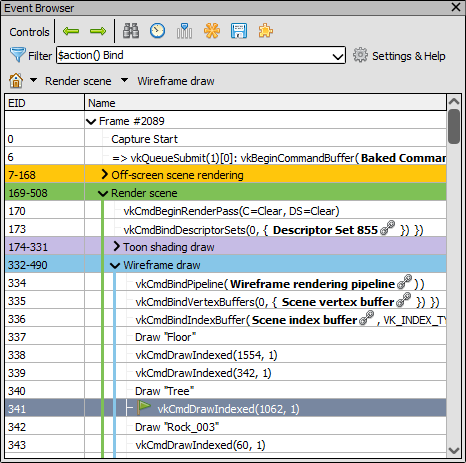 Event Browser
Controls
Filter $action() Bind Settings & Help
Render scene Wireframe draw
EID Name
Frame #2089
0 Capture Start
6 => vkQueueSubmit(1)[0]: vkBeginCommandBuffer( Baked Comman
7-168 Off-screen scene rendering
169-508 Render scene
170 vkCmdBeginRenderPass(C=Clear, DS=Clear)
173 vkCmdBindDescriptorSets(0, { Descriptor Set 855 }) })
174-331 Toon shading draw
332-490 Wireframe draw
334 vkCmdBindPipeline( Wireframe rendering pipeline ) )
335 vkCmdBindVertexBuffers(0, { Scene vertex buffer }) })
336 vkCmdBindIndexBuffer( Scene index buffer , VK_INDEX_TY
337 Draw "Floor"
338 vkCmdDrawIndexed(1554, 1)
339 vkCmdDrawIndexed(342, 1)
340 Draw "Tree"
341 vkCmdDrawIndexed(1062, 1)
342 Draw "Rock_003"
343 vkCmdDrawIndexed(60, 1)